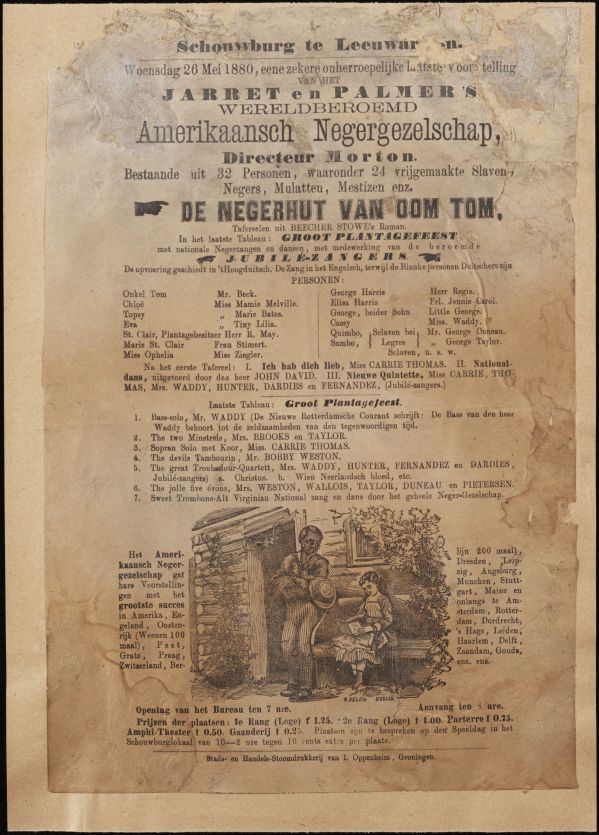 Schouwburg te Leeuwar en.
Woensdag 26 Mei 1880, eene zekere onherroepelijke Laatste voorstelling
VAN HET
JARRET en PALMER'S
WERELDBEROEMD
Amerikaansch Negergezelschap,
Directeur Morton.
Bestaande uit 32 Personen, waaronder 24 vrijgemaakte Slaven,
Negers, Mulatten, Mestizen enz.
DE NEGERHUT VAN OOM TOM,
Tafereelen uit BEECHER STOWE's Roman.
In het laatste Tableau: GROOT PLANTAGEFEEST
met nationale Negerzangen en dansen, met medewerking van de beroemde
JUBILÉ-ZANGERS.
De opvoering geschiedt in 't Hoogduitsch. De Zang in het Engelsch, terwijl de Blanke personen Duitschers zijn
PERSONEN:
Onkel Tom Mr. Beck.
Chloë Miss Mamie Melville.
Topsy „ Marie Bates.
Eva „ Tiny Lilia.
St. Clair, Plantagebesitzer Herr R. May.
Marie St. Clair Frau Stimert.
Miss Ophelia Miss Ziegler.
George Harris Herr Regis.
Elisa Harris Frl. Jennie Carol.
George, beider Sohn Little George.
Cassy Miss. Waddy.
Quimbo, Sclaven bei Mr. George Duneau.
Sambo, Legree „ George Taylor.
Sclaven, u. s. w.
Na het eerste Tafereel: I. Ich hab dich lieb, Miss CARRIE THOMAS. II. National-
dans, uitgevoerd door den heer JOHN DAVID. III. Nieuwe Quintette, Miss CARRIE, THO-
MAS, Mrs. WADDY, HUNTER, DARDIES en FERNANDEZ, (Jubilé-zangers.)
Laatste Tableau: Groot Plantagefeest.
1. Bass-solo, Mr. WADDY (De Nieuwe Rotterdamsche Courant schrijft: De Bass van den heer
Waddy behoort tot de zeldzaamheden van den tegenwoordigen tijd.
2. The two Minstrels, Mrs. BROOKS en TAYLOR.
3. Sopran Solo met Koor, Miss. CARRIE THOMAS.
4. The devils Tambourin, Mr. BOBBY WESTON.
5. The great Troubadour-Quartett, Mrs. WADDY, HUNTER, FERNANDEZ en DARDIES,
Jubilé-zangers) a. Christus. b. Wien Neerlandsch bloed, etc.
6. The jolle five évons, Mrs. WESTON, WALLOIS, TAYLOR, DUNEAU en PIETERSEN.
7. Sweet Trombone-Alt Virginian National zang en dans door het geheele Neger-Gezelschap.
Het Ameri-
kaansch Neger-
gezelschap gaf
hare Voorstellin-
gen met het
grootste succes
in Amerika, En-
geland, Oosten-
rijk (Weenen 100
maal), Pest,
Gratz, Praag,
Zwitserland, Ber-
lijn 200 maal),
Dresden, Leip-
zig, Augsburg,
Munchen, Stutt-
gart, Mainz en
onlangs te Am-
sterdam, Rotter-
dam, Dordrecht,
's Hage, Leiden,
Haarlem, Delft,
Zaandam, Gouda,
enz. enz.
Opening van het Bureau ten 7 ure. Aanvang ten 8 ure.
Prijzen der plaatsen: 1e Rang (Loge) f 1.25. 2e Rang (Loge) f 1.00. Parterre f 0.75.
Amphi-Theater f 0.50. Gaanderij f 0.25. Plaatsen zijn te bespreken op den Speeldag in het
Schouwburglokaal van 10—2 ure tegen 10 cents extra per plaats.
Stads- en Handels-Stoomdrukkerij van I. Oppenheim, Groningen.